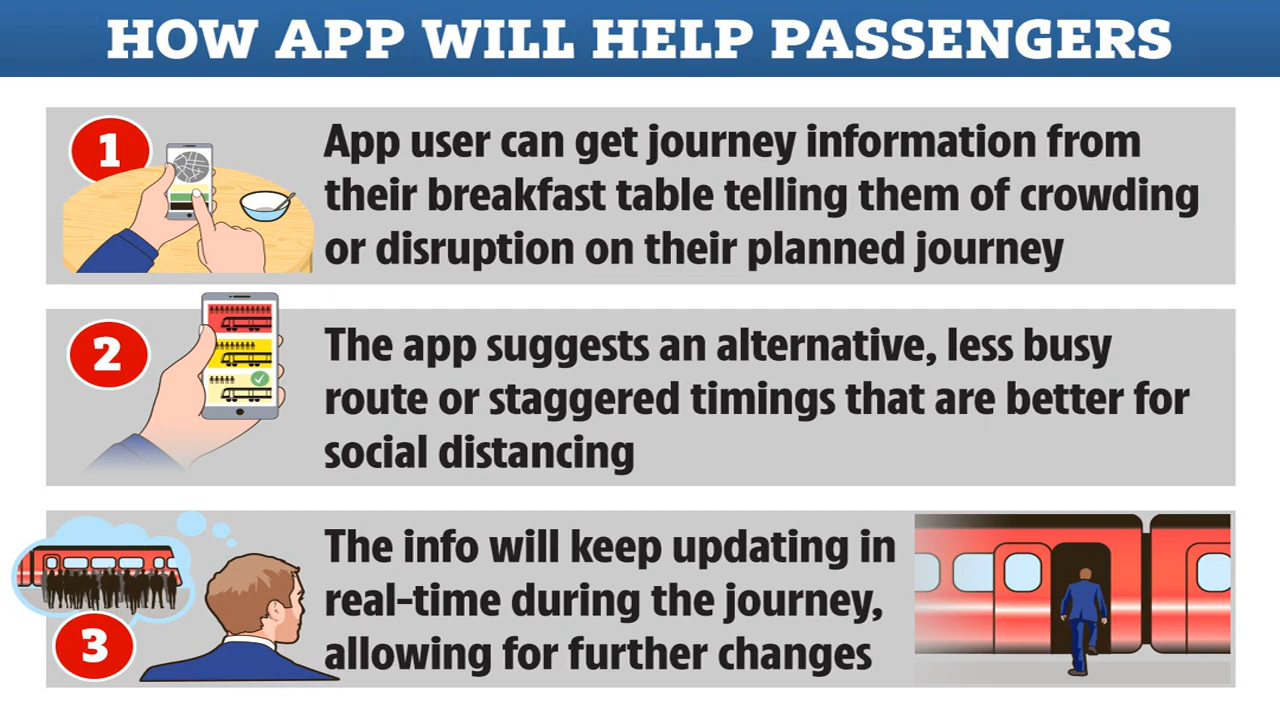 HOW APP WILL HELP PASSENGERS
1
App user can get journey information from
their breakfast table telling them of crowding
or disruption on their planned journey
2
The app suggests an alternative, less busy
route or staggered timings that are better for
social distancing
3
The info will keep updating in
real-time during the journey,
allowing for further changes